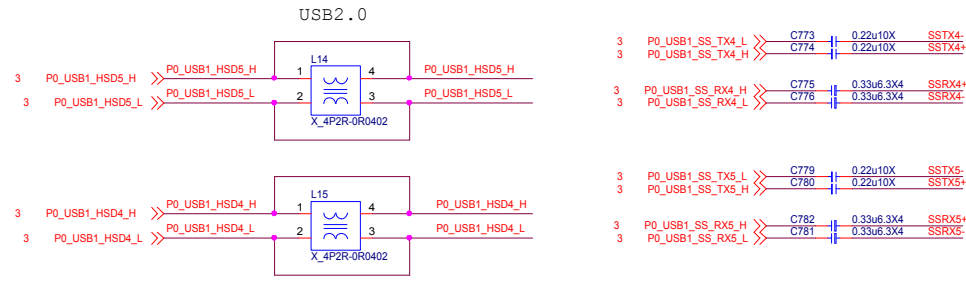 USB2.0
L14
3 P0_USB1_HSD5_H P0_USB1_HSD5_H 1 4 P0_USB1_HSD5_H
3 P0_USB1_HSD5_L P0_USB1_HSD5_L 2 3 P0_USB1_HSD5_L
X_4P2R-0R0402
L15
3 P0_USB1_HSD4_H P0_USB1_HSD4_H 1 4 P0_USB1_HSD4_H
3 P0_USB1_HSD4_L P0_USB1_HSD4_L 2 3 P0_USB1_HSD4_L
X_4P2R-0R0402
3 P0_USB1_SS_TX4_L C773 0.22u10X SSTX4-
3 P0_USB1_SS_TX4_H C774 0.22u10X SSTX4+
3 P0_USB1_SS_RX4_H C775 0.33u6.3X4 SSRX4+
3 P0_USB1_SS_RX4_L C776 0.33u6.3X4 SSRX4-
3 P0_USB1_SS_TX5_L C779 0.22u10X SSTX5-
3 P0_USB1_SS_TX5_H C780 0.22u10X SSTX5+
3 P0_USB1_SS_RX5_H C782 0.33u6.3X4 SSRX5+
3 P0_USB1_SS_RX5_L C781 0.33u6.3X4 SSRX5-